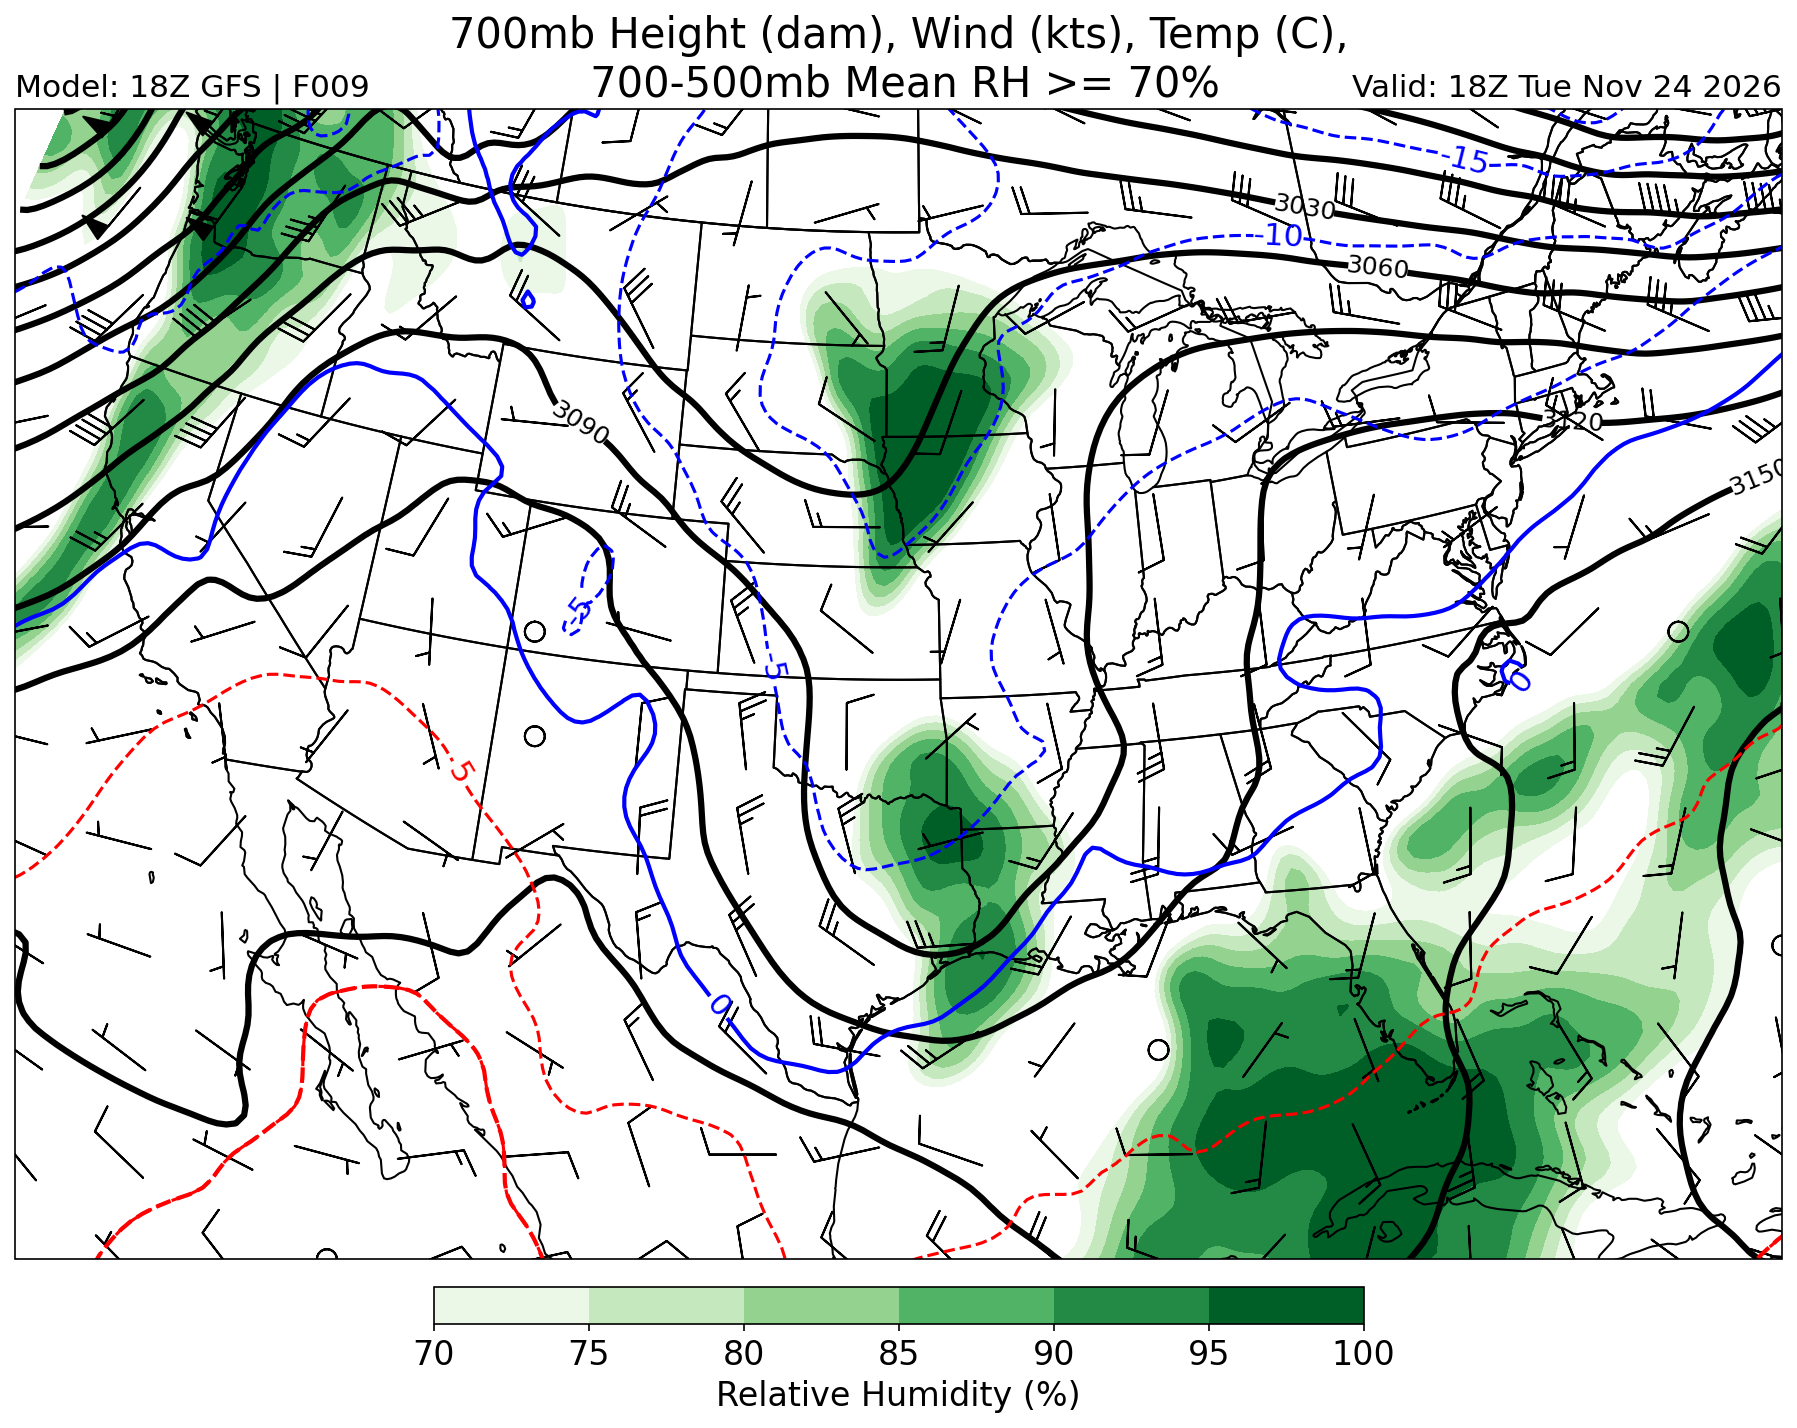 700mb Height (dam), Wind (kts), Temp (C),
700-500mb Mean RH >= 70%
Model: 18Z GFS | F009
Valid: 18Z Tue Nov 24 2026
-15
3030
-10
3060
3090
3120
3150
-5
-5
0
5
0
70 75 80 85 90 95 100
Relative Humidity (%)